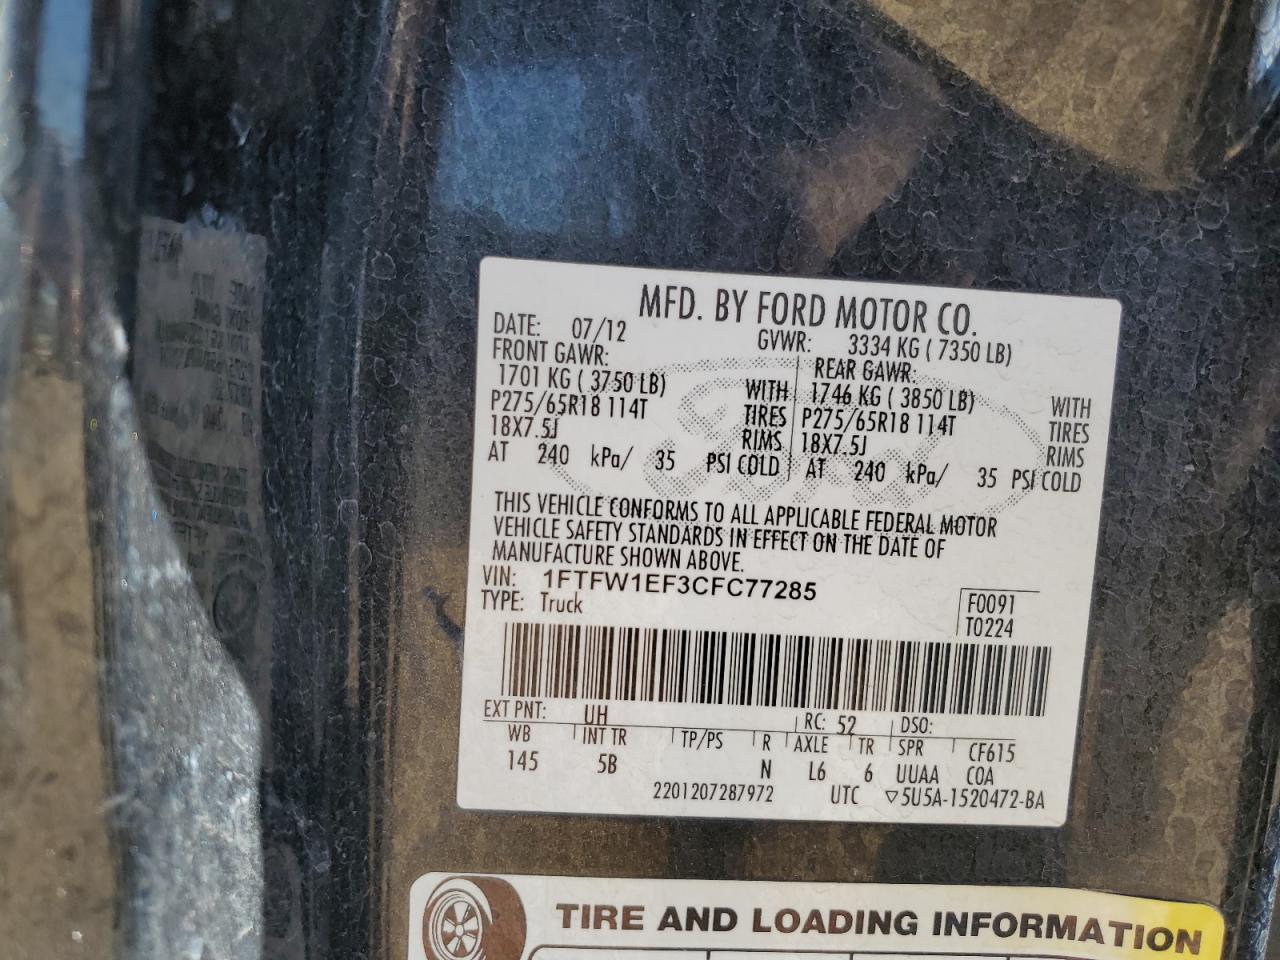 MFD. BY FORD MOTOR CO.
DATE: 07/12 GVWR: 3334 KG ( 7350 LB)
FRONT GAWR: REAR GAWR:
1701 KG ( 3750 LB) WITH 1746 KG ( 3850 LB) WITH
P275/65R18 114T TIRES P275/65R18 114T TIRES
18X7.5J RIMS 18X7.5J RIMS
AT 240 kPa/ 35 PSI COLD AT 240 kPa/ 35 PSI COLD
THIS VEHICLE CONFORMS TO ALL APPLICABLE FEDERAL MOTOR
VEHICLE SAFETY STANDARDS IN EFFECT ON THE DATE OF
MANUFACTURE SHOWN ABOVE.
VIN: 1FTFW1EF3CFC77285 F0091
TYPE: Truck T0224
EXT PNT: UH RC: 52 DSO:
WB INT TR TP/PS R AXLE TR SPR CF615
145 5B N L6 6 UUAA COA
2201207287972 UTC ▽5U5A-1520472-BA
TIRE AND LOADING INFORMATION